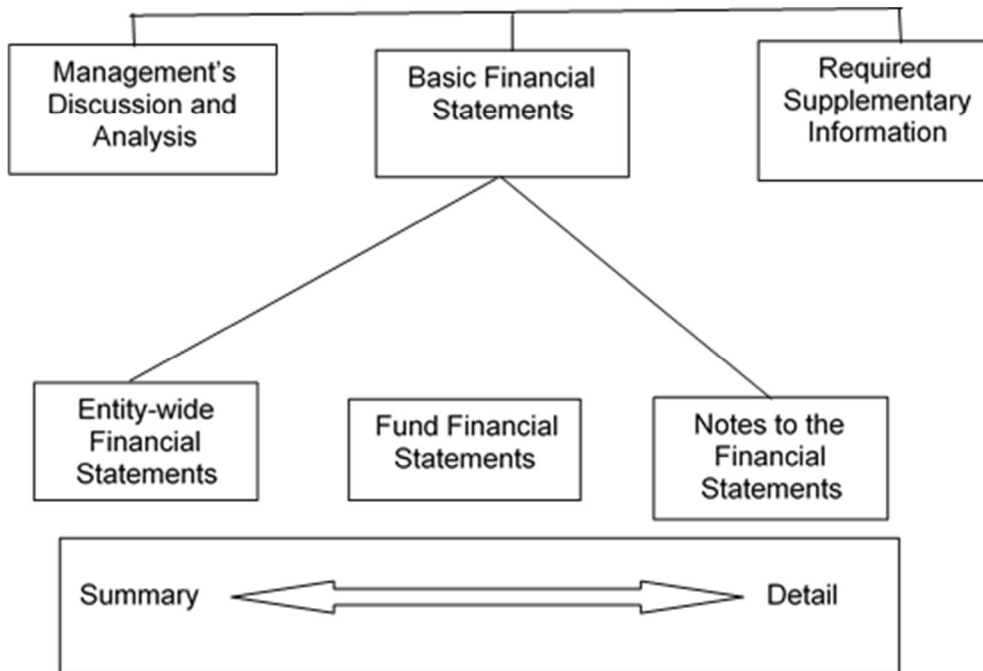 Management's
Discussion and
Analysis
Basic Financial
Statements
Required
Supplementary
Information
Entity-wide
Financial
Statements
Fund Financial
Statements
Notes to the
Financial
Statements
Summary
Detail